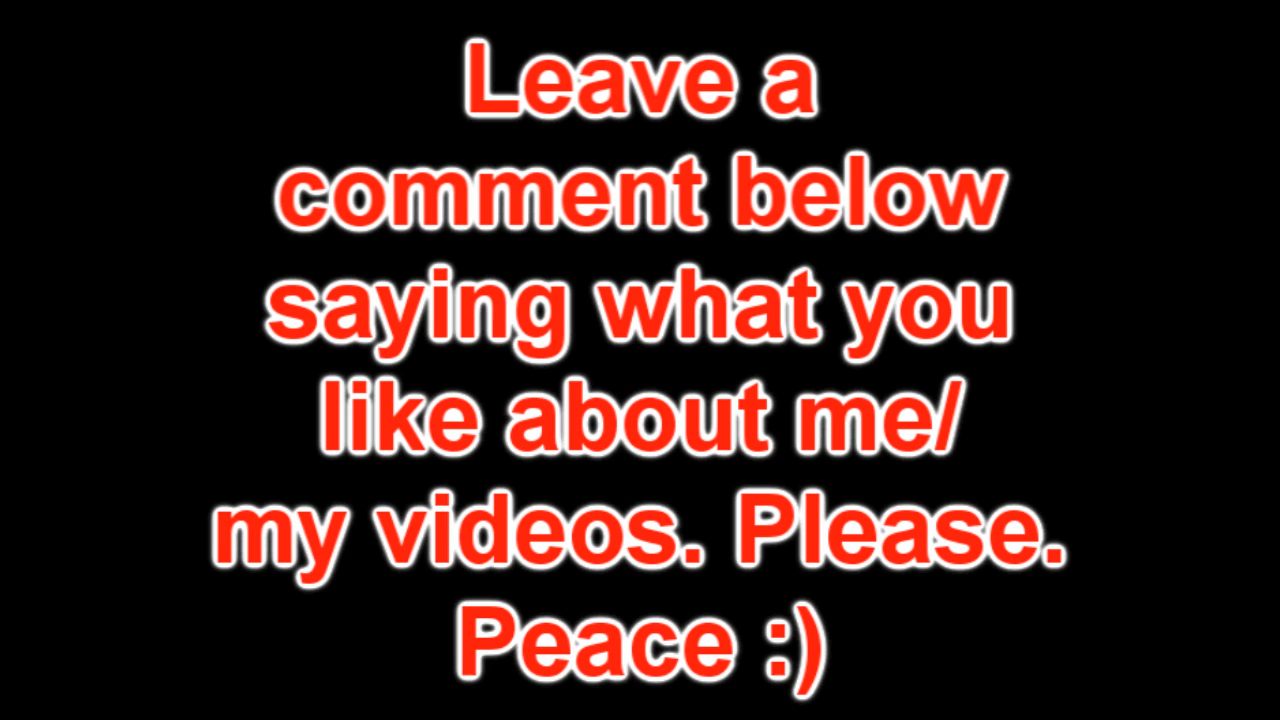 Leave a
comment below
saying what you
like about me/
my videos. Please.
Peace :)